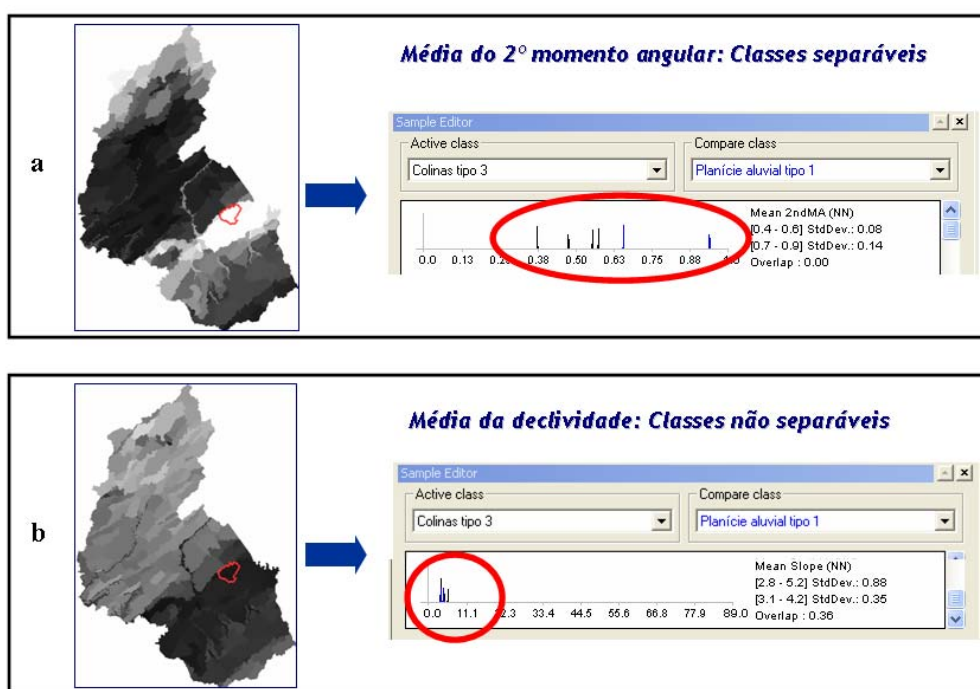 a
Média do 2º momento angular: Classes separáveis
Sample Editor
Active class
Compare class
Colinas tipo 3
Planície aluvial tipo 1
Mean 2ndMA (NN)
[0.4 - 0.6] StdDev.: 0.08
[0.7 - 0.9] StdDev.: 0.14
Overlap : 0.00
0.0 0.13 0.38 0.50 0.63 0.75 0.88
b
Média da declividade: Classes não separáveis
Sample Editor
Active class
Compare class
Colinas tipo 3
Planície aluvial tipo 1
Mean Slope (NN)
[2.8 - 5.2] StdDev.: 0.88
[3.1 - 4.2] StdDev.: 0.35
Overlap : 0.36
0.0 11.1 33.4 44.5 55.6 66.8 77.9 89.0